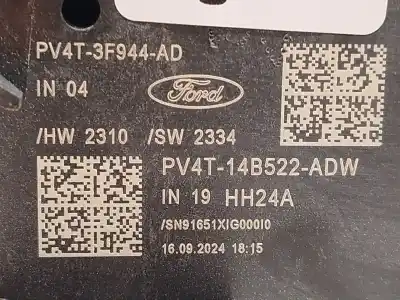 PV4T-3F944-AD
IN 04
Ford
/HW 2310 /SW 2334
PV4T-14B522-ADW
IN 19 HH24A
/SN91651XIG000I0
16.09.2024 18:15